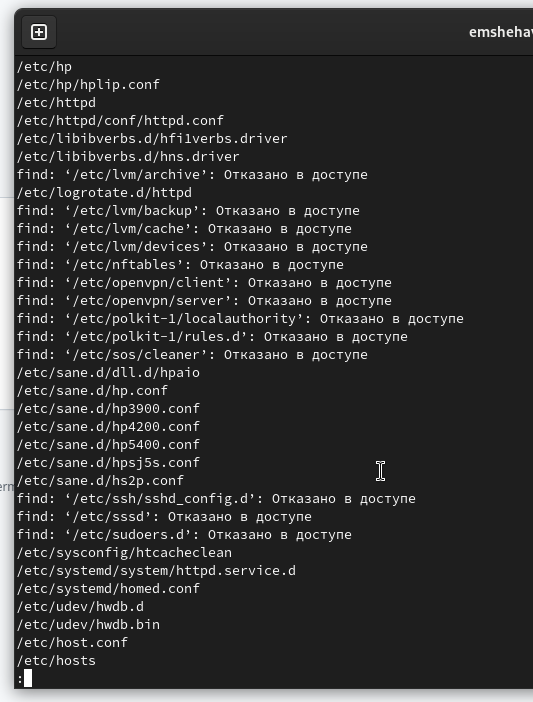 emsheha
/etc/hp
/etc/hp/hplip.conf
/etc/httpd
/etc/httpd/conf/httpd.conf
/etc/libibverbs.d/hfi1verbs.driver
/etc/libibverbs.d/hns.driver
find: ‘/etc/lvm/archive’: Отказано в доступе
/etc/logrotate.d/httpd
find: ‘/etc/lvm/backup’: Отказано в доступе
find: ‘/etc/lvm/cache’: Отказано в доступе
find: ‘/etc/lvm/devices’: Отказано в доступе
find: ‘/etc/nftables’: Отказано в доступе
find: ‘/etc/openvpn/client’: Отказано в доступе
find: ‘/etc/openvpn/server’: Отказано в доступе
find: ‘/etc/polkit-1/localauthority’: Отказано в доступе
find: ‘/etc/polkit-1/rules.d’: Отказано в доступе
find: ‘/etc/sos/cleaner’: Отказано в доступе
/etc/sane.d/dll.d/hpaio
/etc/sane.d/hp.conf
/etc/sane.d/hp3900.conf
/etc/sane.d/hp4200.conf
/etc/sane.d/hp5400.conf
/etc/sane.d/hpsj5s.conf
/etc/sane.d/hs2p.conf
find: ‘/etc/ssh/sshd_config.d’: Отказано в доступе
find: ‘/etc/sssd’: Отказано в доступе
find: ‘/etc/sudoers.d’: Отказано в доступе
/etc/sysconfig/htcacheclean
/etc/systemd/system/httpd.service.d
/etc/systemd/homed.conf
/etc/udev/hwdb.d
/etc/udev/hwdb.bin
/etc/host.conf
/etc/hosts
: